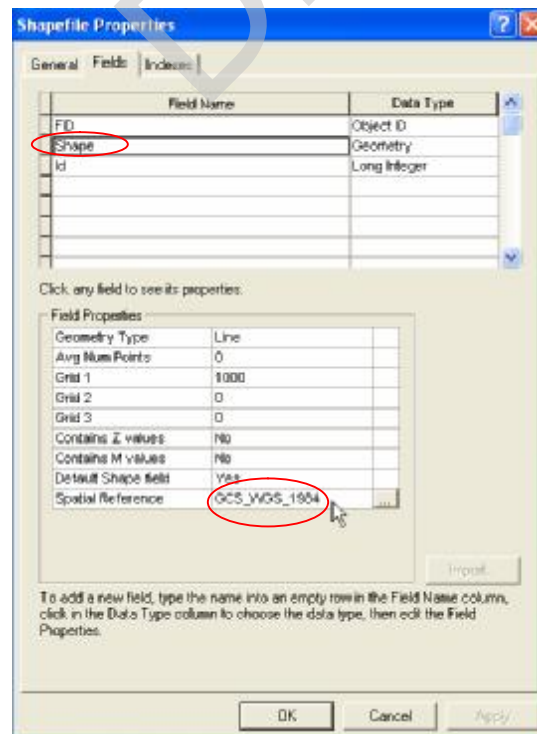 Shapefile Properties
General Fields Indexes
Field Name Data Type
FID Object ID
Shape Geometry
Id Long Integer
Click any field to see its properties.
Field Properties
Geometry Type Line
Avg Num Points 0
Grid 1 1000
Grid 2 0
Grid 3 0
Contains Z values No
Contains M values No
Default Shape field Yes
Spatial Reference GCS_WGS_1984 ...
Import...
To add a new field, type the name into an empty row in the Field Name column,
click in the Data Type column to choose the data type, then edit the Field
Properties.
OK Cancel Apply